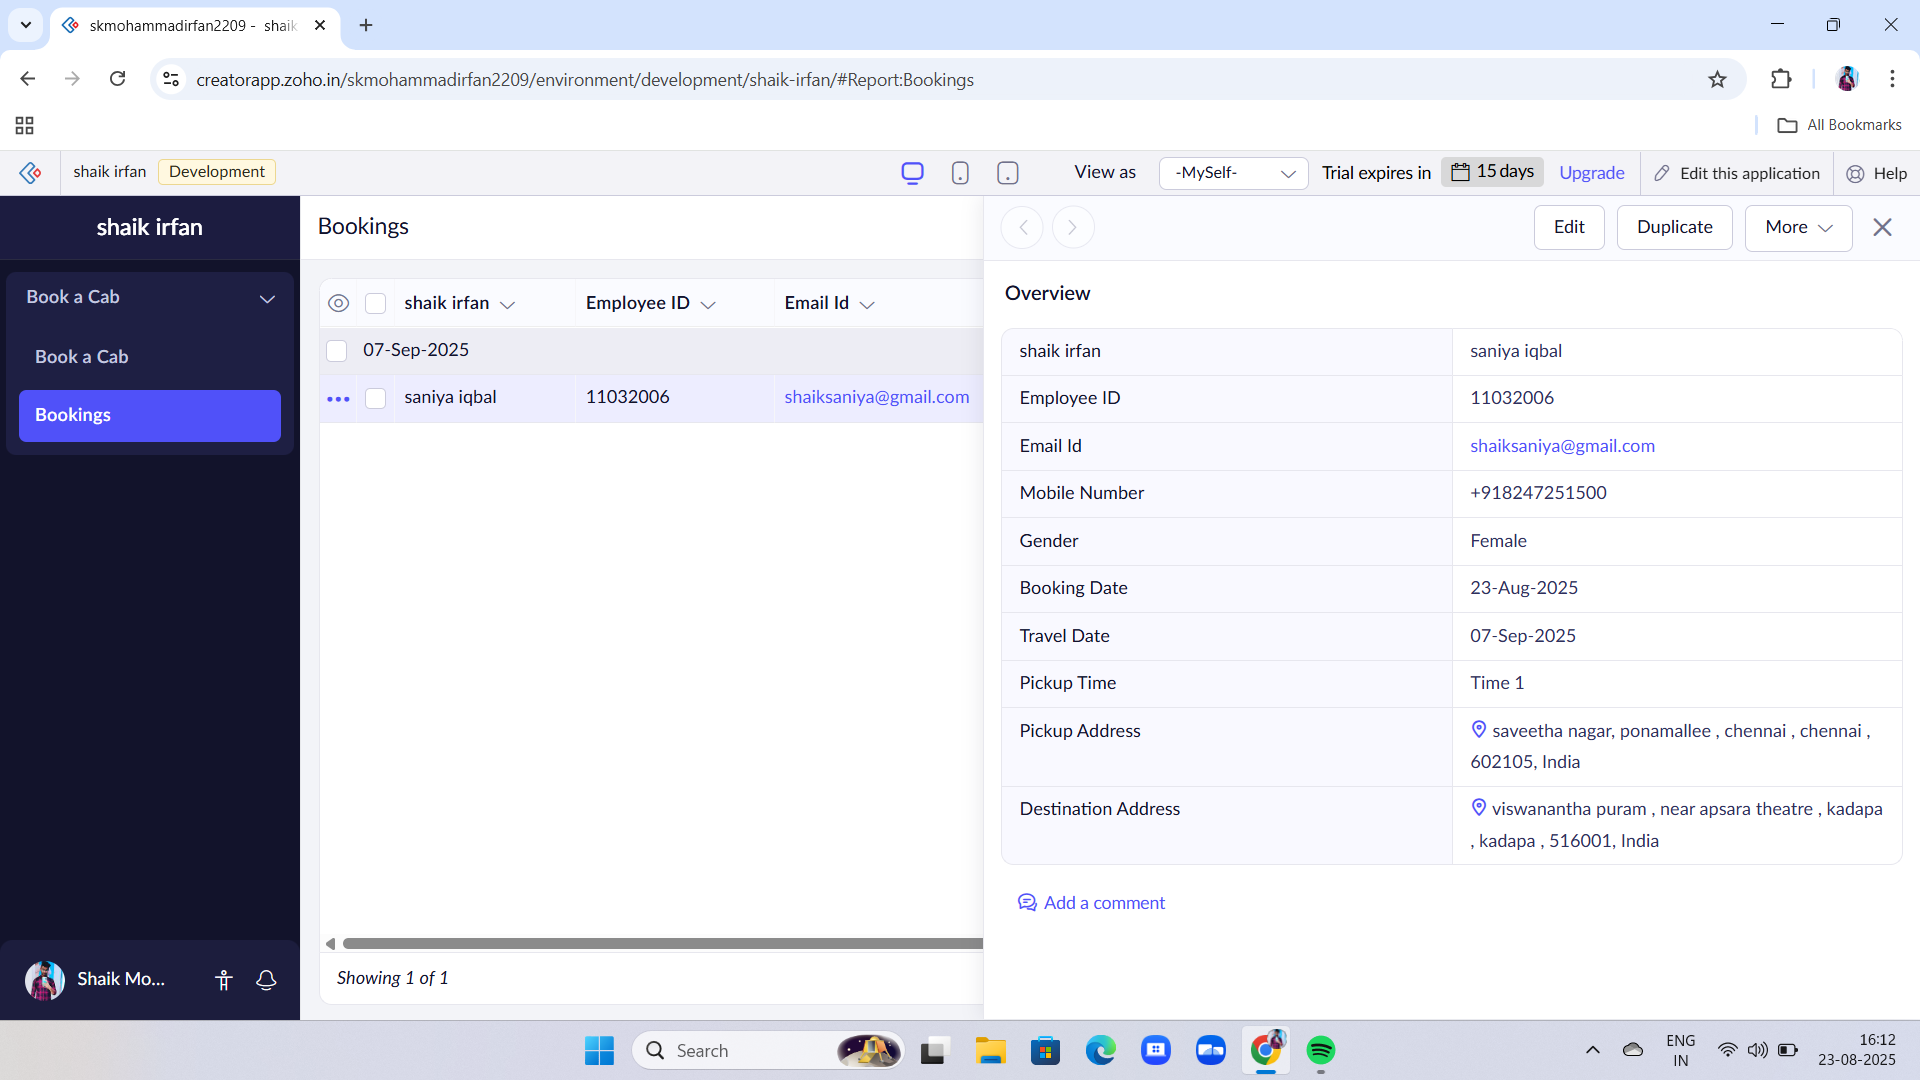 skmohammadirfan2209 - shaik
creatorapp.zoho.in/skmohammadirfan2209/environment/development/shaik-irfan/#Report:Bookings
All Bookmarks
shaik irfan Development View as -MySelf- Trial expires in 15 days Upgrade Edit this application Help
shaik irfan
Book a Cab
Book a Cab
Bookings
Shaik Mo...
Bookings
shaik irfan Employee ID Email Id
07-Sep-2025
saniya iqbal 11032006 shaiksaniya@gmail.com
Showing 1 of 1
Edit Duplicate More
Overview
shaik irfan saniya iqbal
Employee ID 11032006
Email Id shaiksaniya@gmail.com
Mobile Number +918247251500
Gender Female
Booking Date 23-Aug-2025
Travel Date 07-Sep-2025
Pickup Time Time 1
Pickup Address saveetha nagar, ponamallee , chennai , chennai ,
602105, India
Destination Address viswanantha puram , near apsara theatre , kadapa
, kadapa , 516001, India
Add a comment
Search
ENG
IN
16:12
23-08-2025